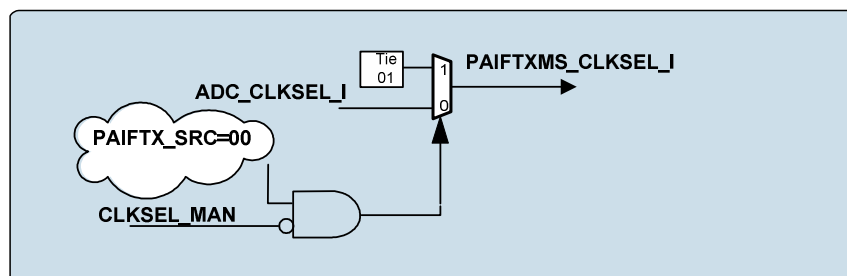 Tie
01
PAIFTXMS_CLKSEL_I
1
ADC_CLKSEL_I
0
PAIFTX_SRC=00
CLKSEL_MAN